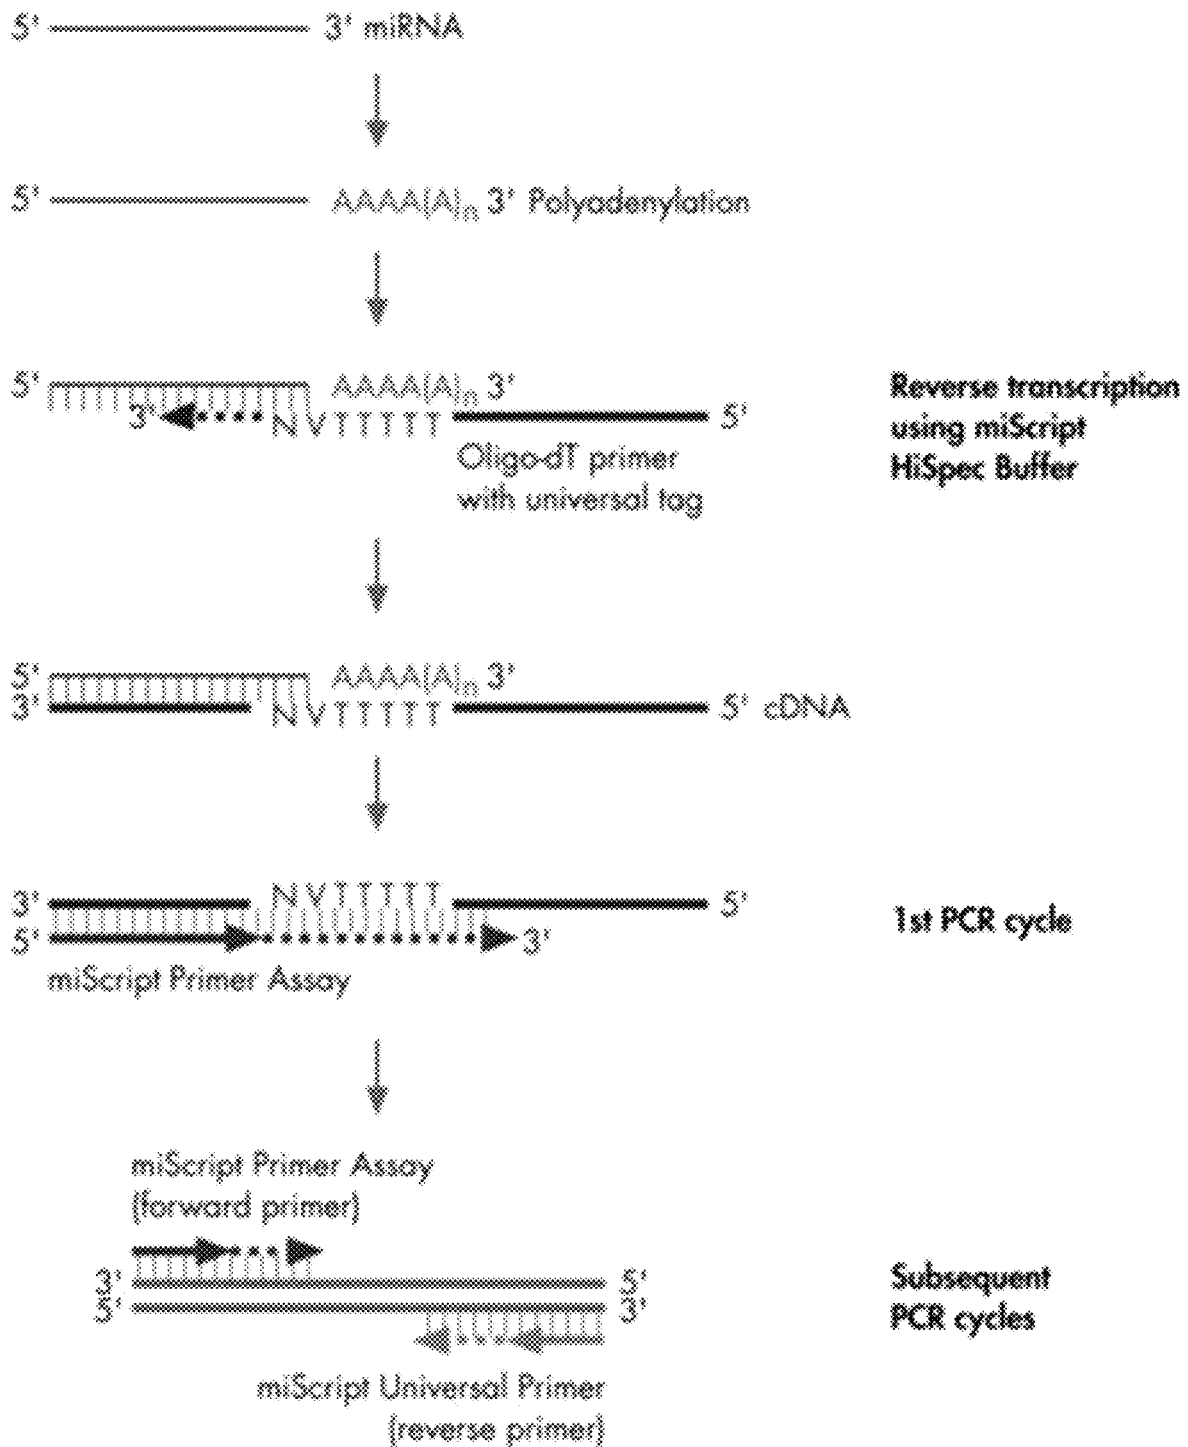 5' 3' miRNA
5' AAAA(A)n 3' Polyadenylation
5' AAAA(A)n 3'
3' N V T T T T T 5'
Oligo-dT primer
with universal tag
Reverse transcription
using miScript
HiSpec Buffer
5' AAAA(A)n 3'
3' N V T T T T T 5' cDNA
3' N V T T T T T 5'
5' 3'
miScript Primer Assay
1st PCR cycle
miScript Primer Assay
(forward primer)
3' 5'
5' 3'
miScript Universal Primer
(reverse primer)
Subsequent
PCR cycles